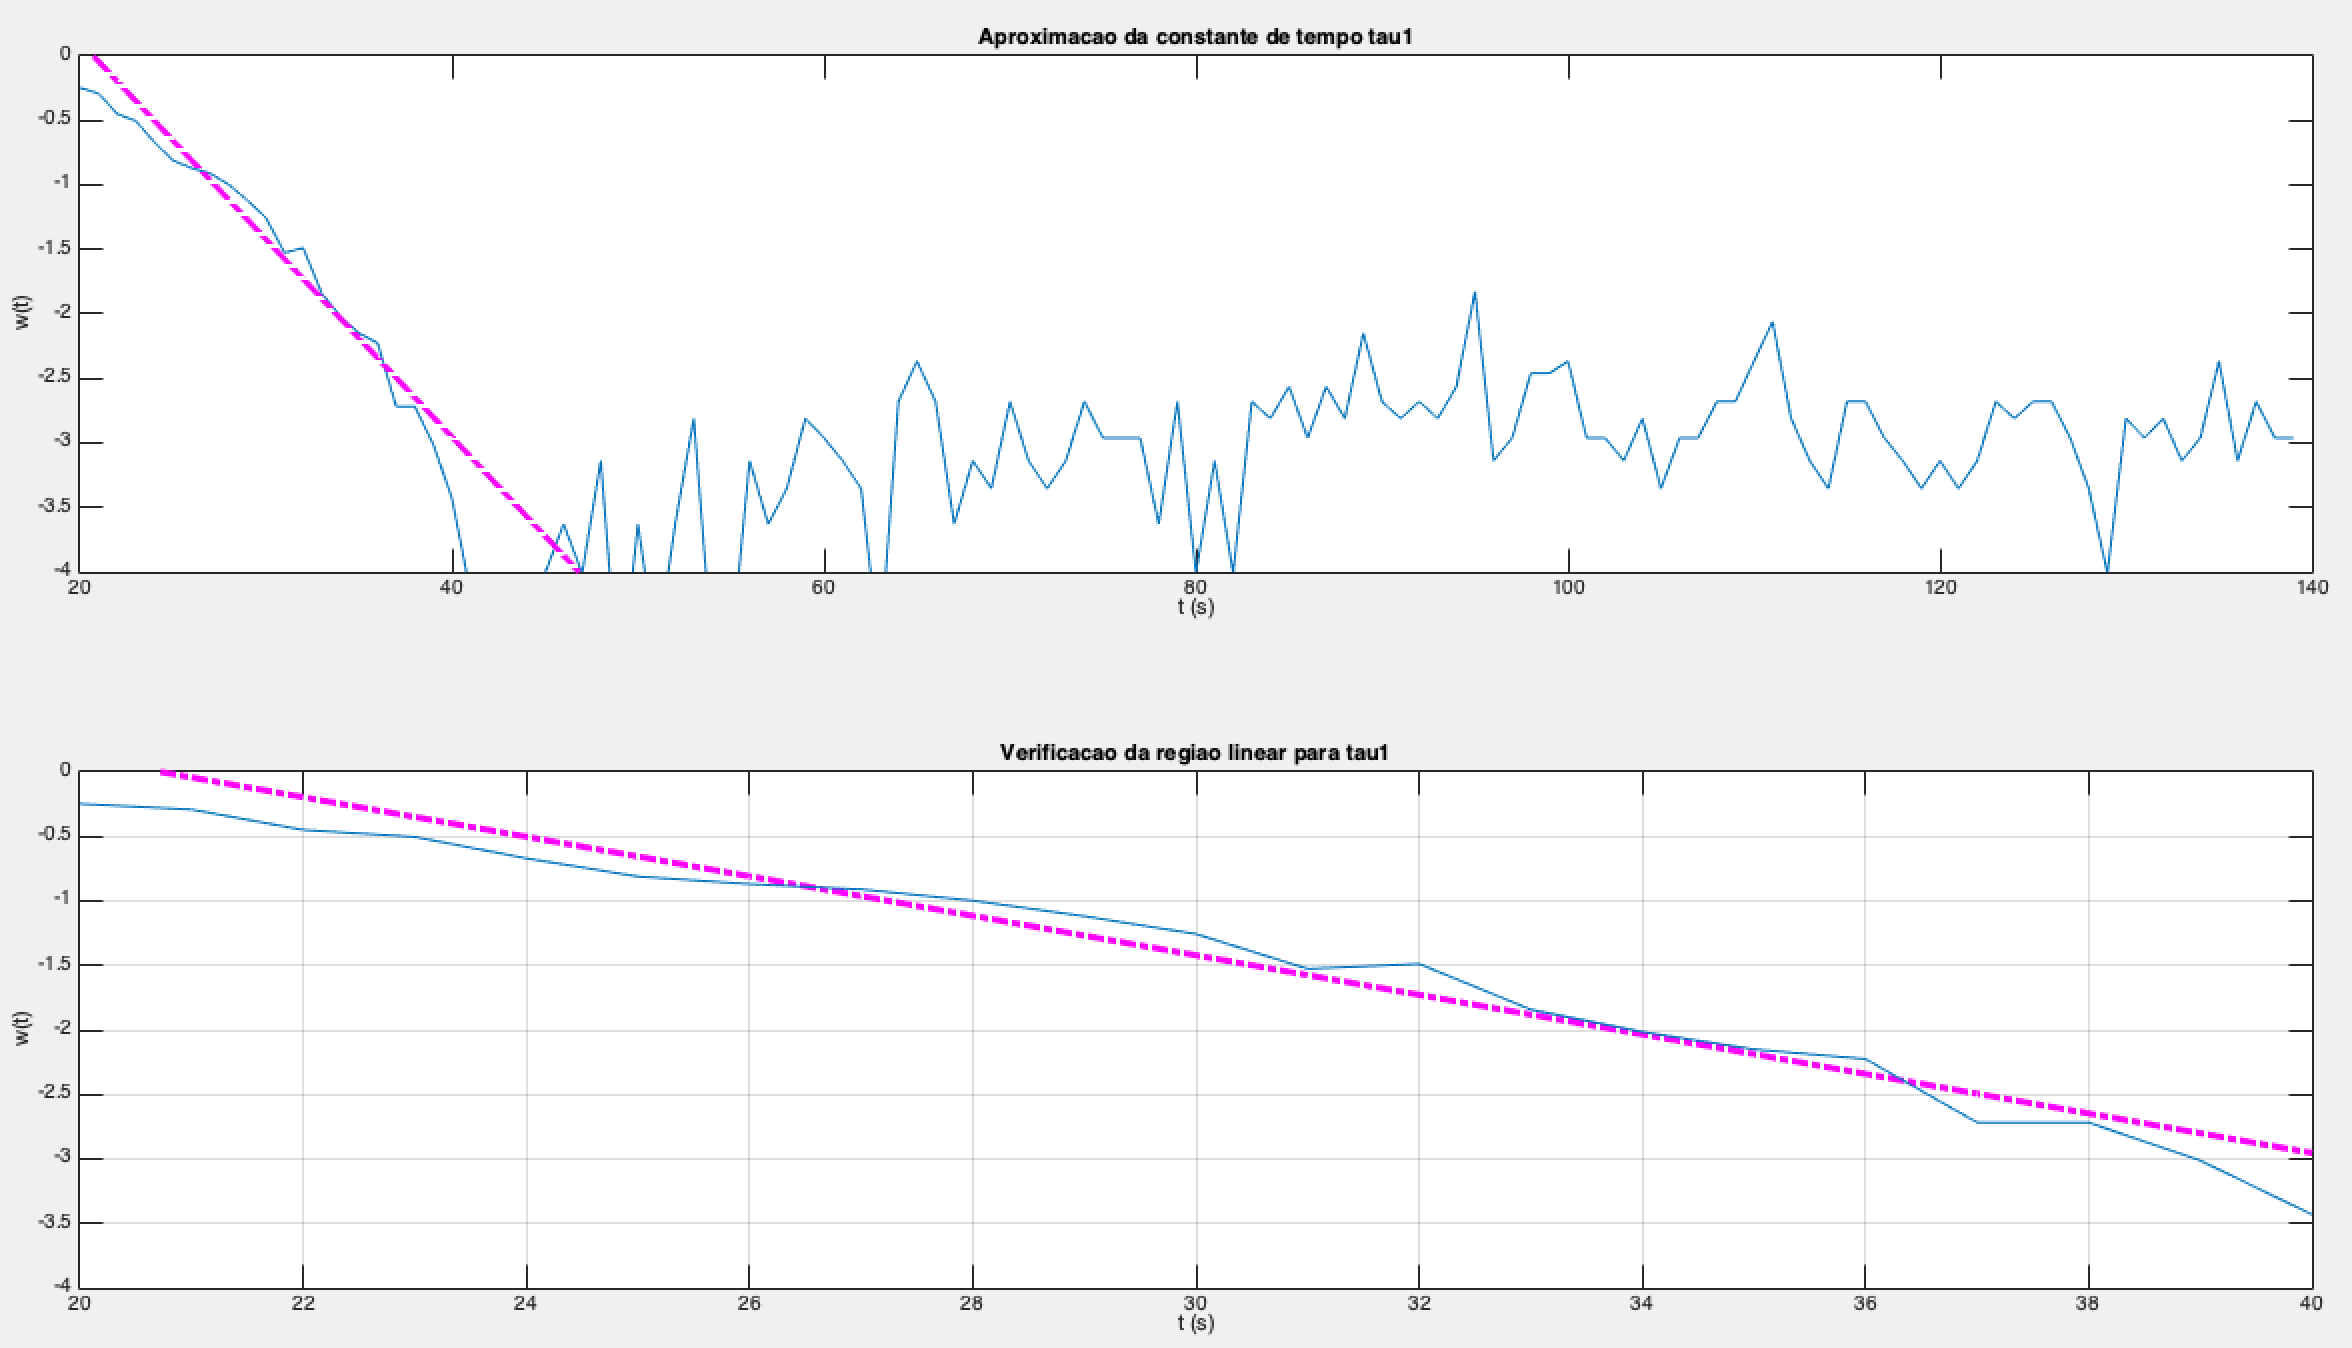 Aproximacao da constante de tempo tau1
0
-0.5
-1
-1.5
-2
-2.5
-3
-3.5
-4
w(t)
20 40 60 80 100 120 140
t (s)
Verificacao da regiao linear para tau1
0
-0.5
-1
-1.5
-2
-2.5
-3
-3.5
-4
w(t)
20 22 24 26 28 30 32 34 36 38 40
t (s)